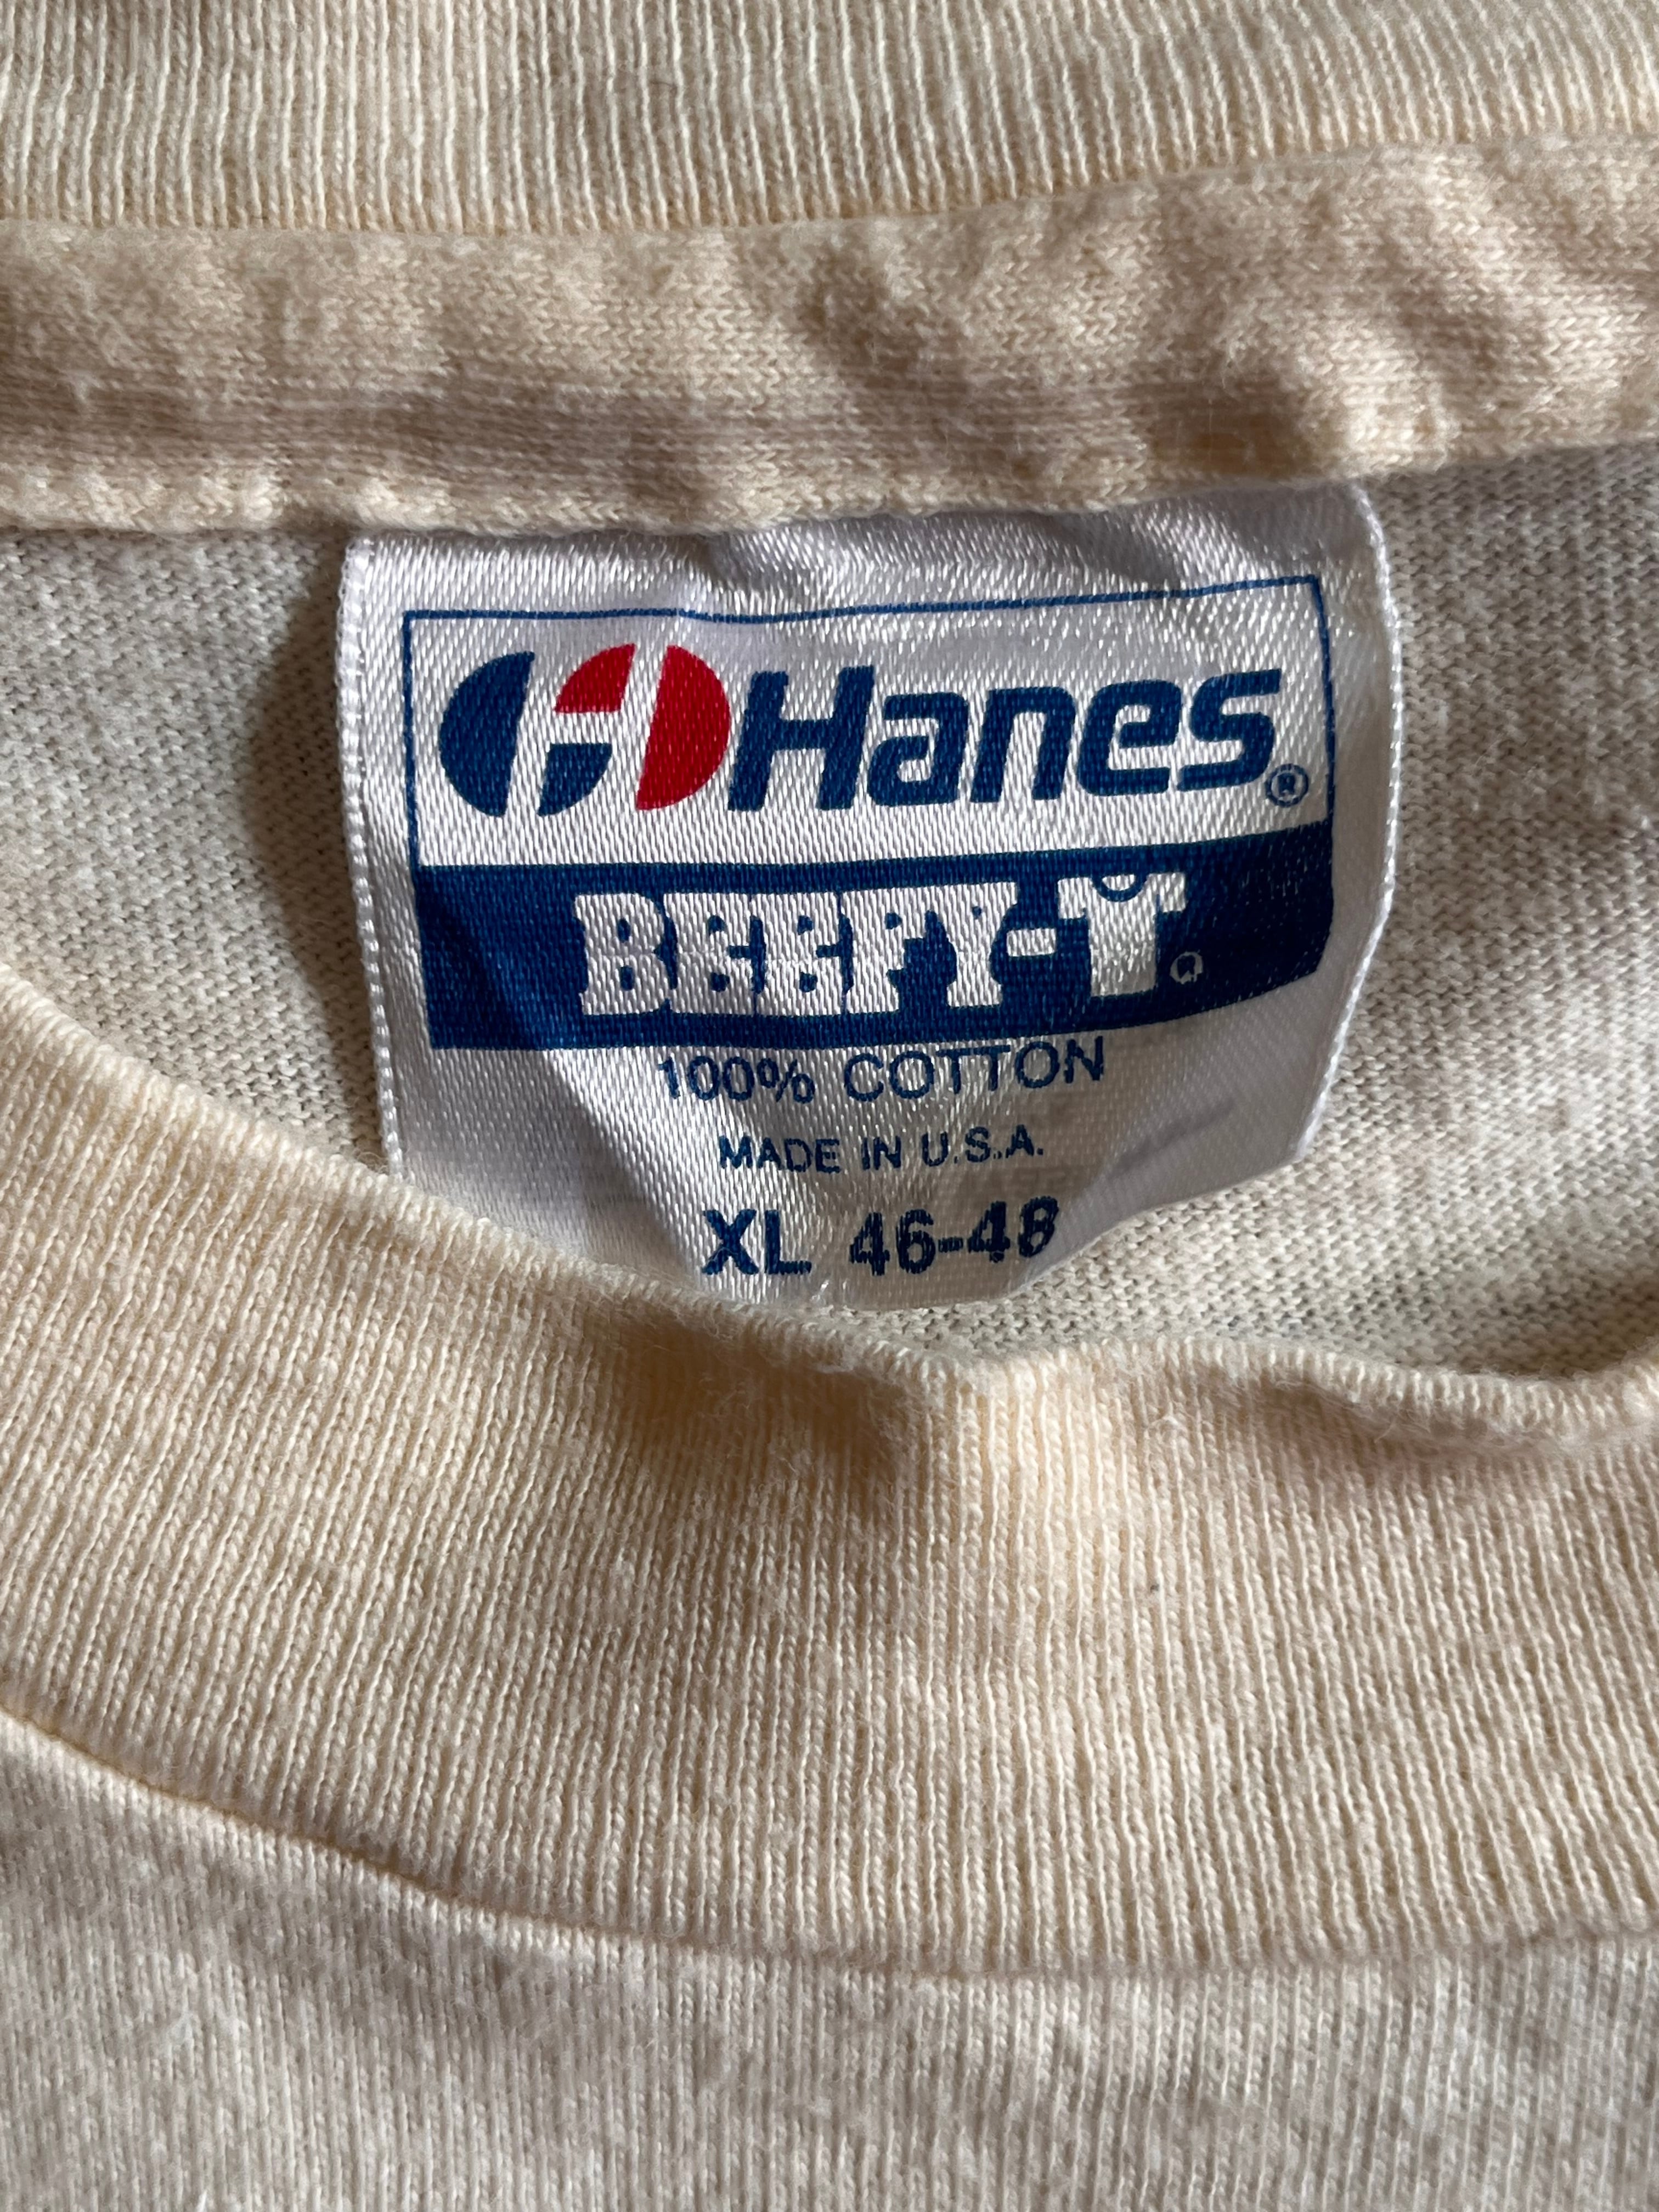 Hanes®
BEEFY-T®
100% COTTON
MADE IN U.S.A.
XL 46-48